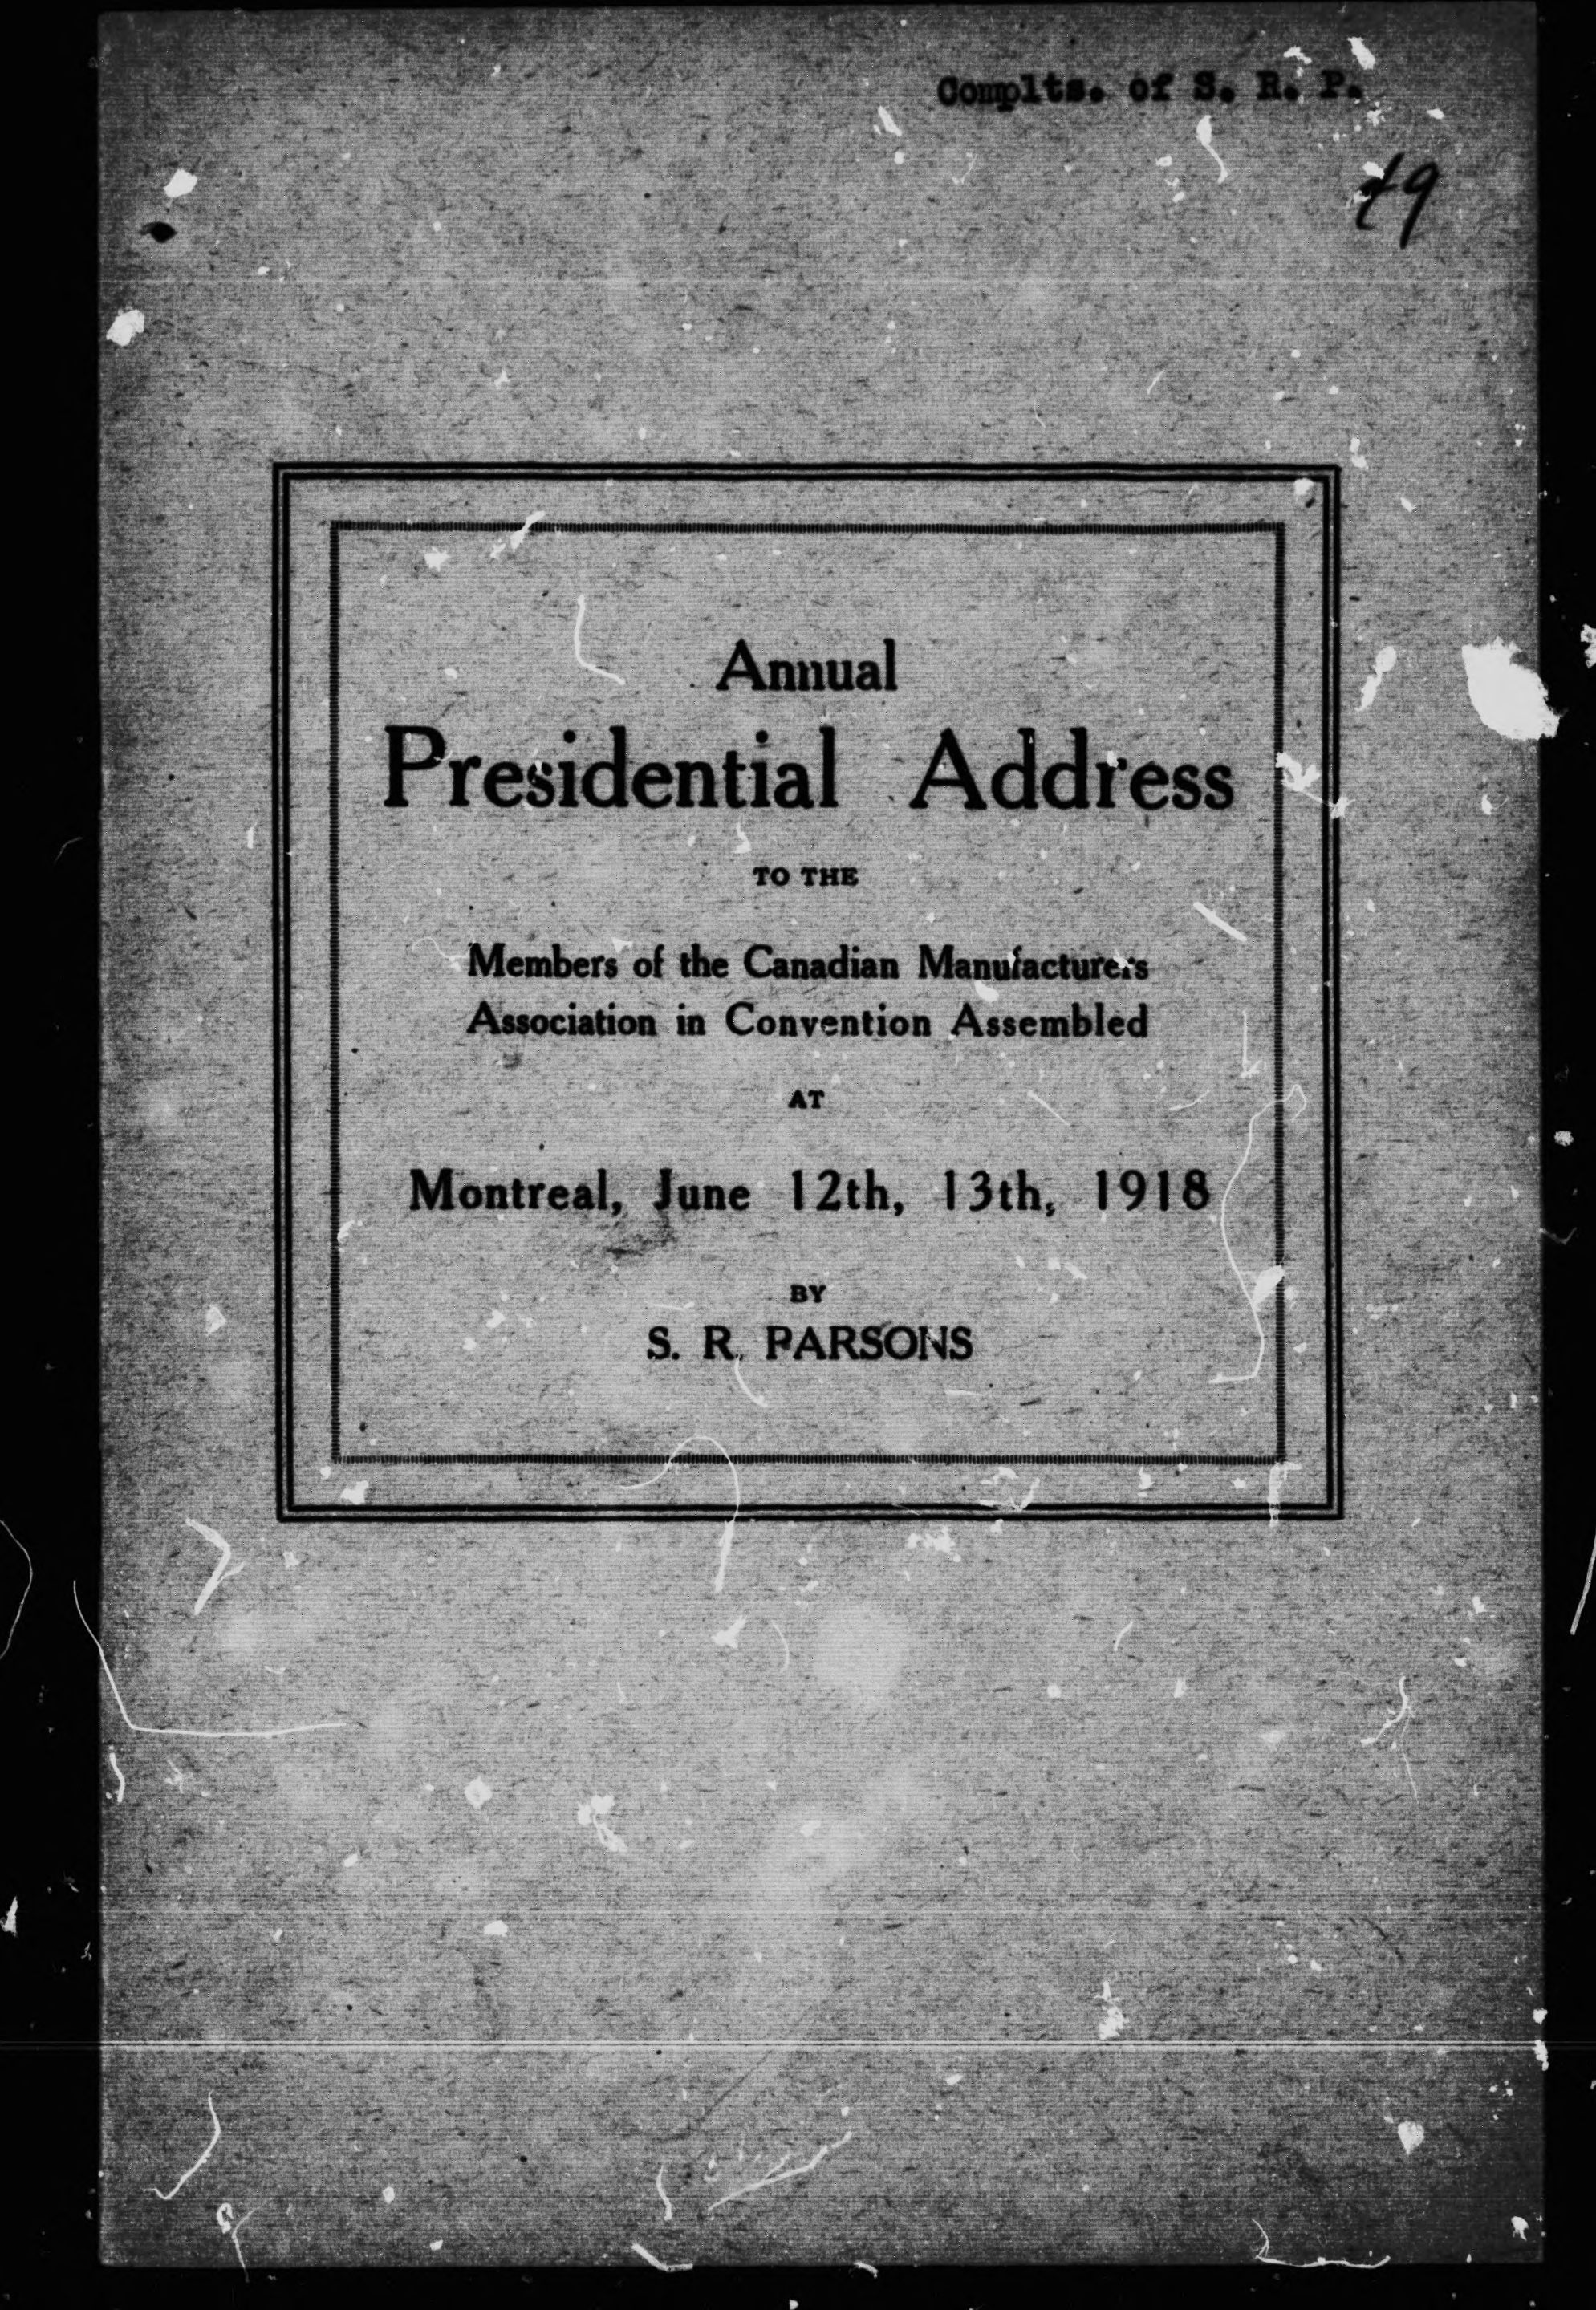 Complts. of S. R. P.
Annual
Presidential Address
TO THE
Members of the Canadian Manufacturers
Association in Convention Assembled
AT
Montreal, June 12th, 13th, 1918
BY
S. R. PARSONS